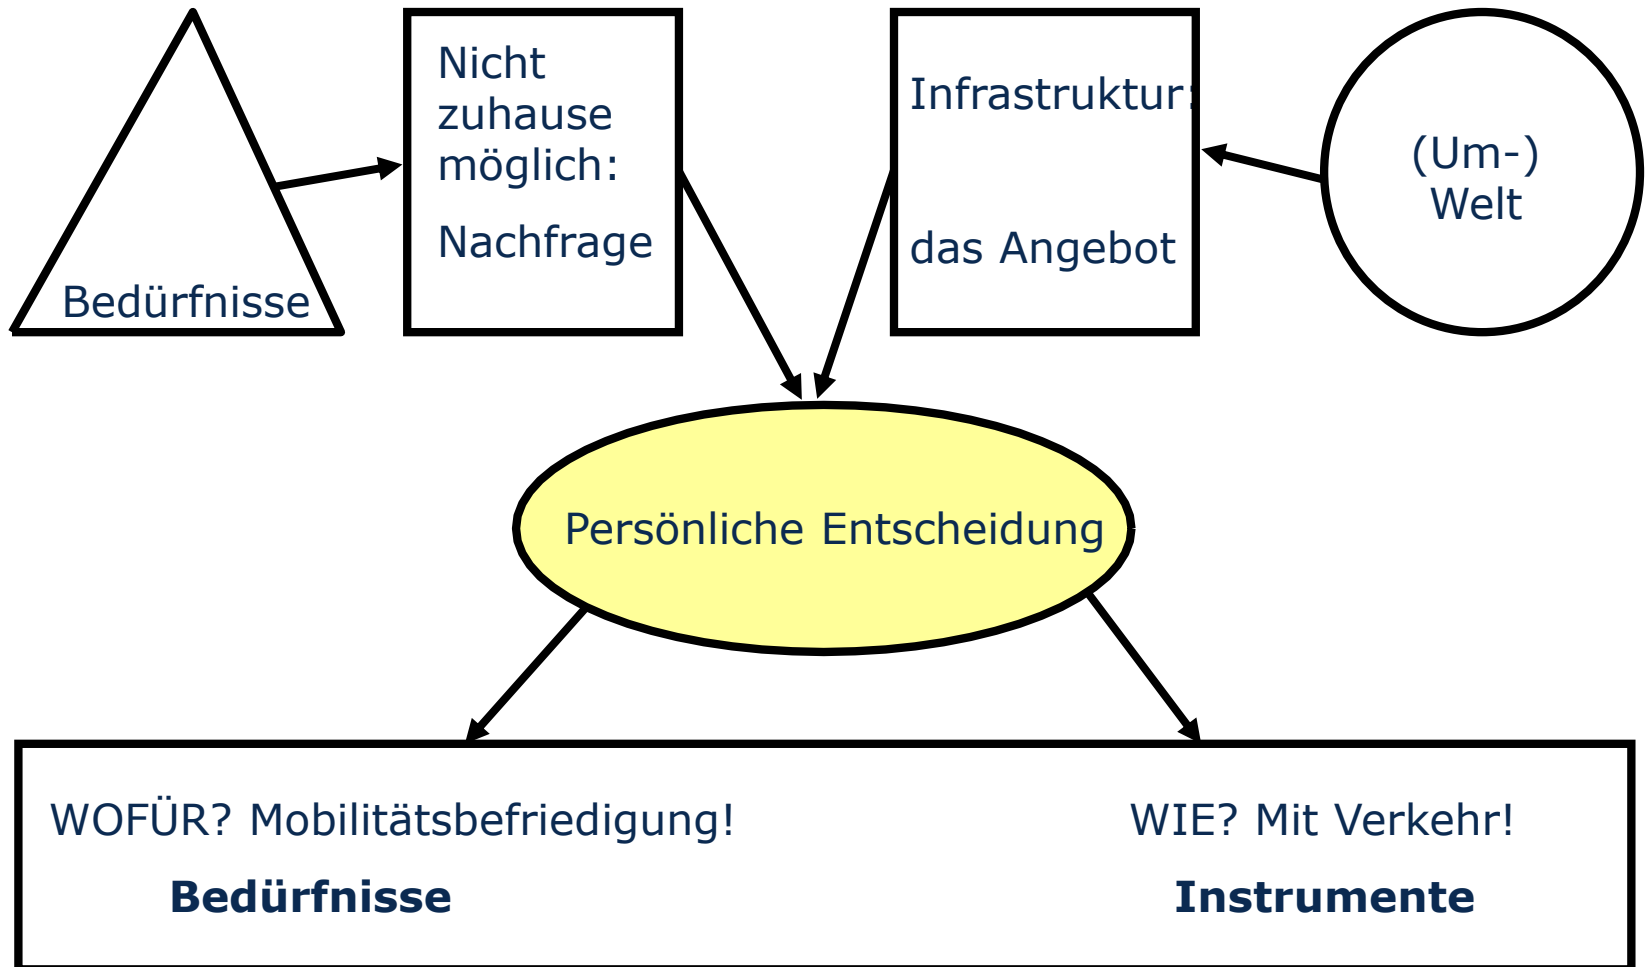 Bedürfnisse
Nicht
zuhause
möglich:
Nachfrage
Infrastruktur:
das Angebot
(Um-)
Welt
Persönliche Entscheidung
WOFÜR? Mobilitätsbefriedigung!
Bedürfnisse
WIE? Mit Verkehr!
Instrumente